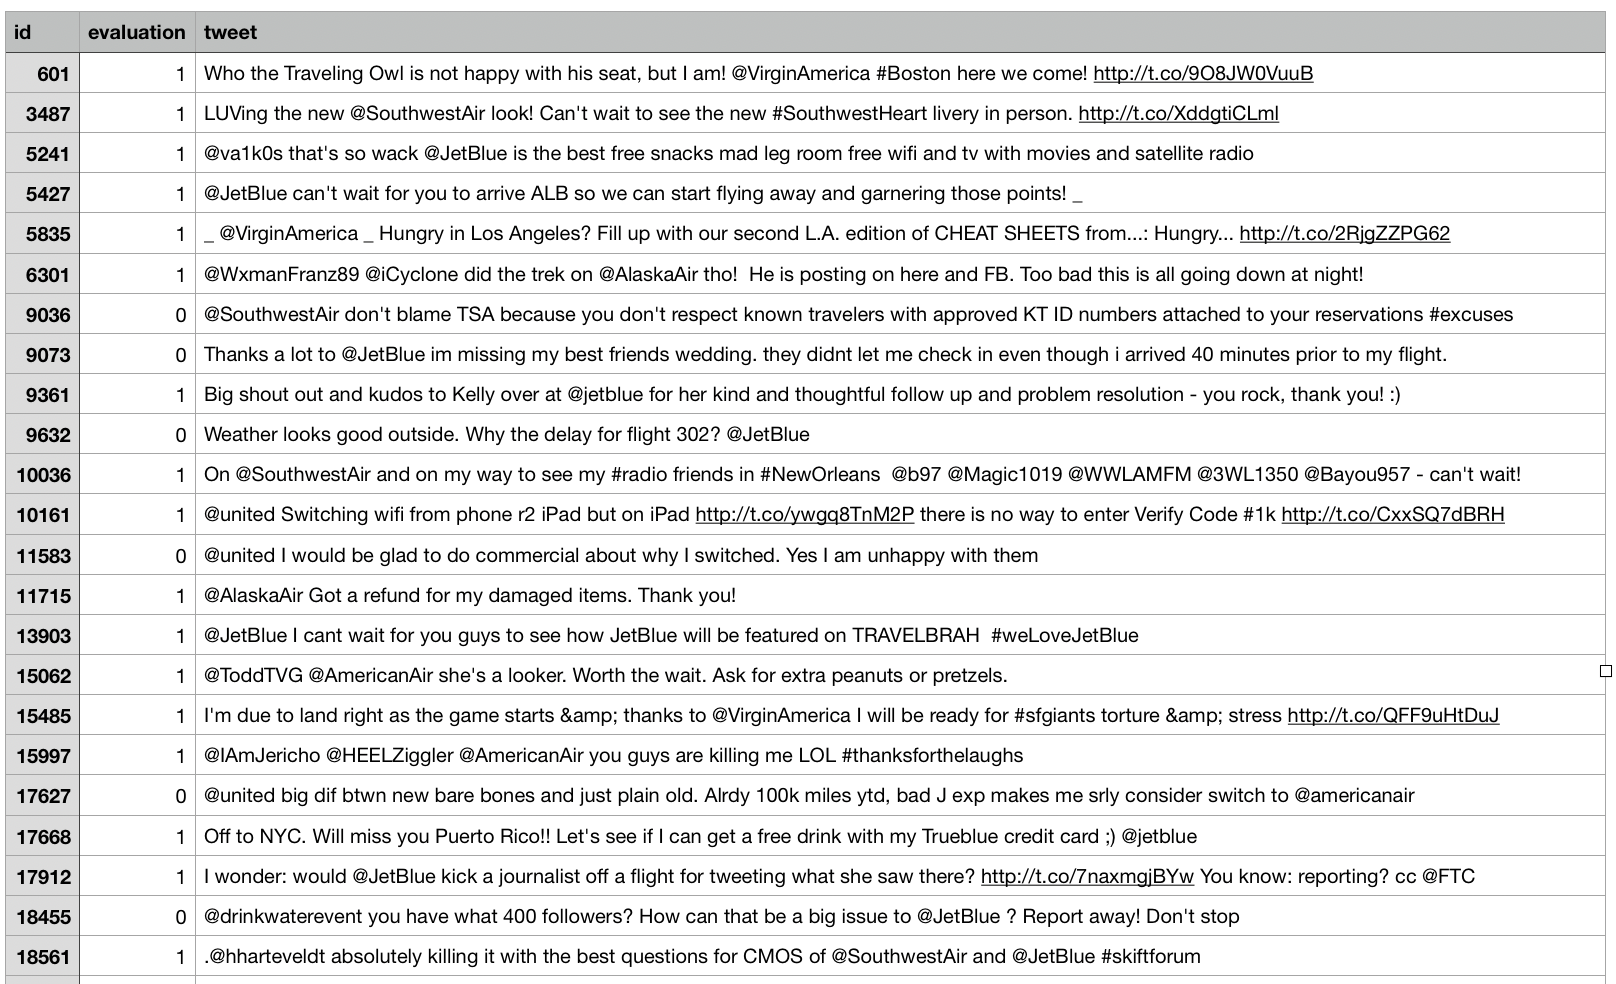 id evaluation tweet
601 1 Who the Traveling Owl is not happy with his seat, but I am! @VirginAmerica #Boston here we come! http://t.co/9O8JW0VuuB
3487 1 LUVing the new @SouthwestAir look! Can't wait to see the new #SouthwestHeart livery in person. http://t.co/XddgtiCLml
5241 1 @va1k0s that's so wack @JetBlue is the best free snacks mad leg room free wifi and tv with movies and satellite radio
5427 1 @JetBlue can't wait for you to arrive ALB so we can start flying away and garnering those points! _
5835 1 _ @VirginAmerica _ Hungry in Los Angeles? Fill up with our second L.A. edition of CHEAT SHEETS from...: Hungry... http://t.co/2RjgZZPG62
6301 1 @WxmanFranz89 @iCyclone did the trek on @AlaskaAir tho!  He is posting on here and FB. Too bad this is all going down at night!
9036 0 @SouthwestAir don't blame TSA because you don't respect known travelers with approved KT ID numbers attached to your reservations #excuses
9073 0 Thanks a lot to @JetBlue im missing my best friends wedding. they didnt let me check in even though i arrived 40 minutes prior to my flight.
9361 1 Big shout out and kudos to Kelly over at @jetblue for her kind and thoughtful follow up and problem resolution - you rock, thank you! :)
9632 0 Weather looks good outside. Why the delay for flight 302? @JetBlue
10036 1 On @SouthwestAir and on my way to see my #radio friends in #NewOrleans  @b97 @Magic1019 @WWLAMFM @3WL1350 @Bayou957 - can't wait!
10161 1 @united Switching wifi from phone r2 iPad but on iPad http://t.co/ywgq8TnM2P there is no way to enter Verify Code #1k http://t.co/CxxSQ7dBRH
11583 0 @united I would be glad to do commercial about why I switched. Yes I am unhappy with them
11715 1 @AlaskaAir Got a refund for my damaged items. Thank you!
13903 1 @JetBlue I cant wait for you guys to see how JetBlue will be featured on TRAVELBRAH  #weLoveJetBlue
15062 1 @ToddTVG @AmericanAir she's a looker. Worth the wait. Ask for extra peanuts or pretzels.
15485 1 I'm due to land right as the game starts &amp; thanks to @VirginAmerica I will be ready for #sfgiants torture &amp; stress http://t.co/QFF9uHtDuJ
15997 1 @IAmJericho @HEELZiggler @AmericanAir you guys are killing me LOL #thanksforthelaughs
17627 0 @united big dif btwn new bare bones and just plain old. Alrdy 100k miles ytd, bad J exp makes me srly consider switch to @americanair
17668 1 Off to NYC. Will miss you Puerto Rico!! Let's see if I can get a free drink with my Trueblue credit card ;) @jetblue
17912 1 I wonder: would @JetBlue kick a journalist off a flight for tweeting what she saw there? http://t.co/7naxmgjBYw You know: reporting? cc @FTC
18455 0 @drinkwaterevent you have what 400 followers? How can that be a big issue to @JetBlue ? Report away! Don't stop
18561 1 .@hharteveldt absolutely killing it with the best questions for CMOS of @SouthwestAir and @JetBlue #skiftforum